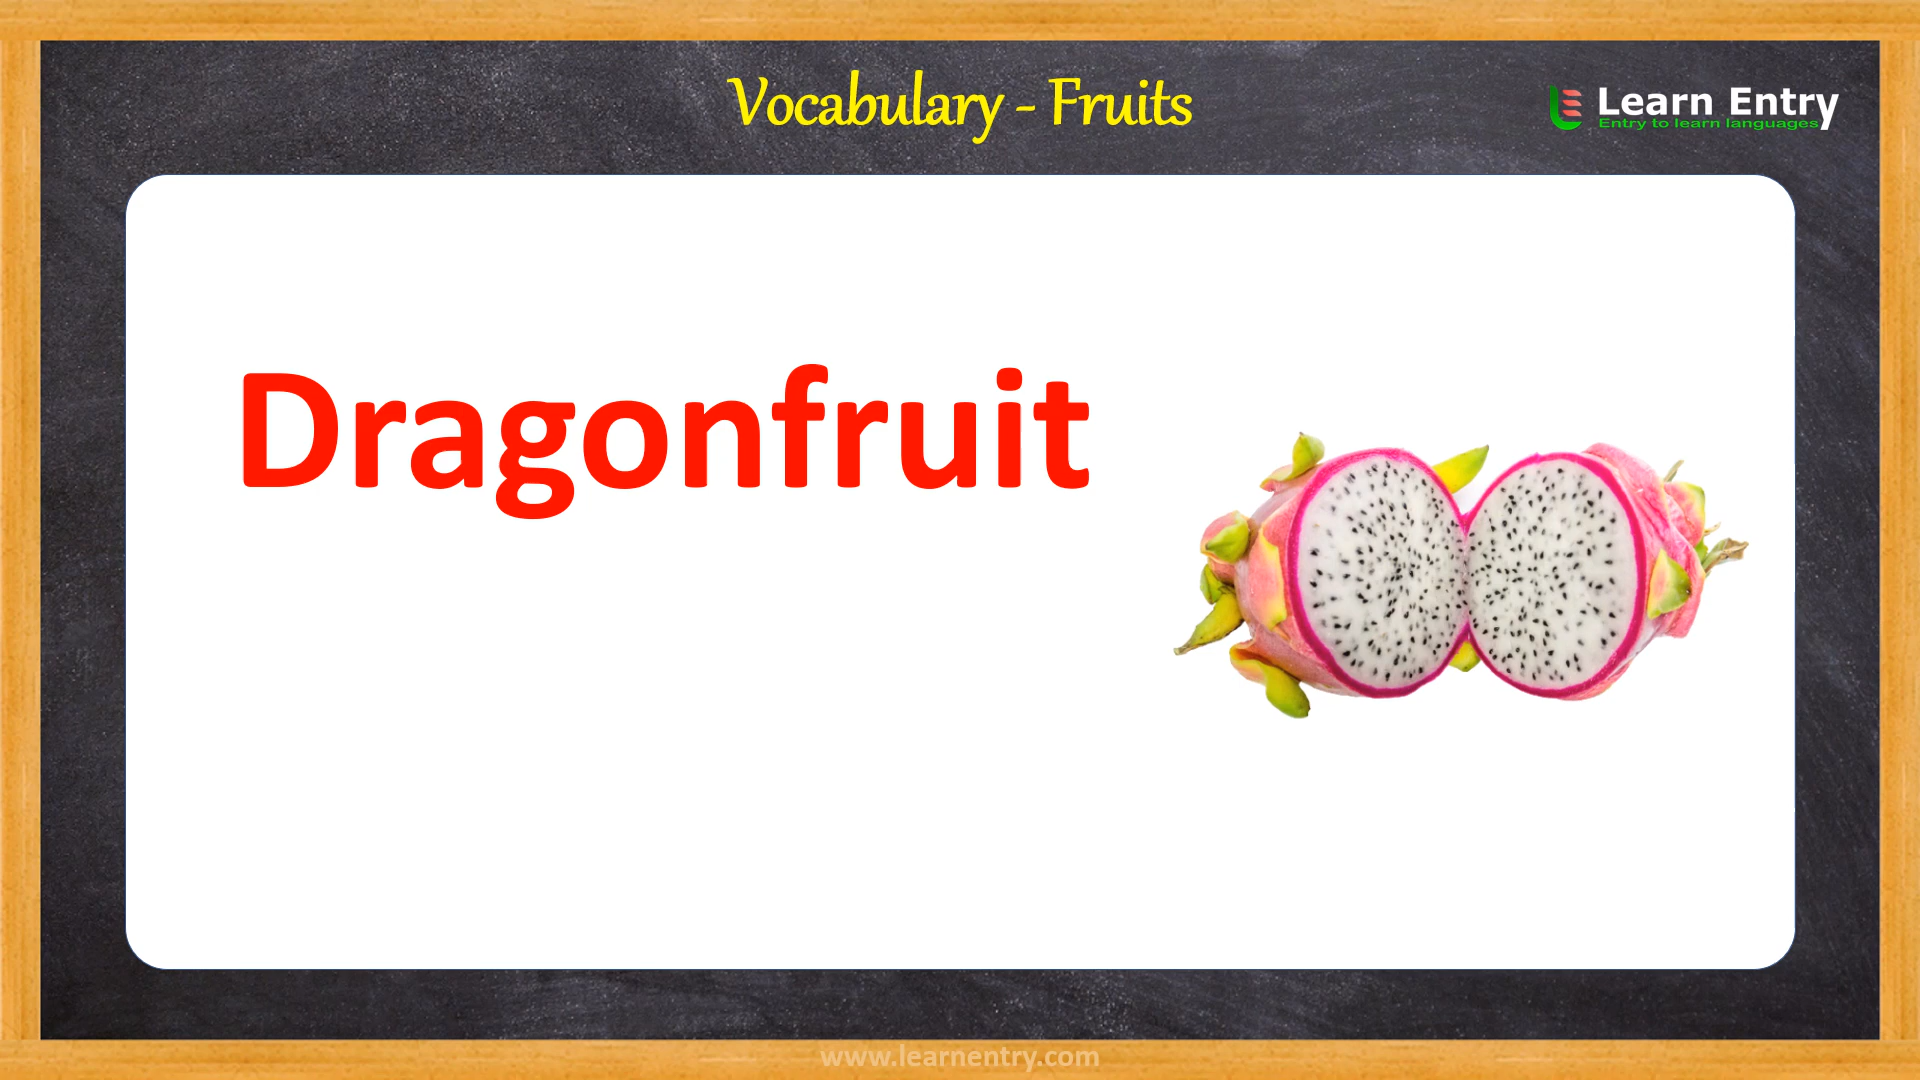 Vocabulary - Fruits
Learn Entry
Entry to learn languages
Dragonfruit
www.learnentry.com